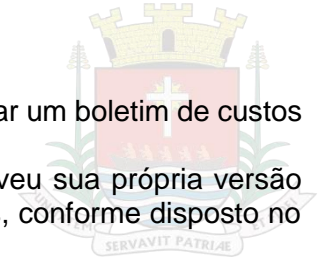 ar um boletim de custos
veu sua própria versão
, conforme disposto no
SERVAVIT PATRIAE